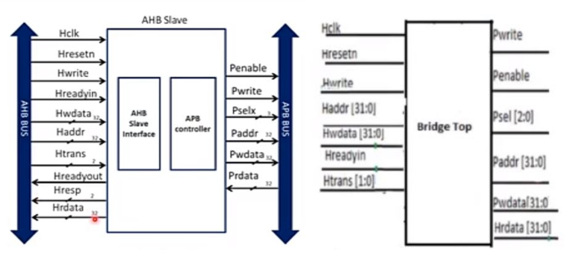 AHB Slave
Hclk
Hresetn
Hwrite
Hreadyin
Hwdata 32
Haddr 32
Htrans 2
Hreadyout
Hresp 2
Hrdata 32
AHB BUS
AHB
Slave
Interface
APB
controller
Penable
Pwrite
Pselx
Paddr 32
Pwdata 32
Prdata 32
APB BUS
Hclk
Hresetn
Hwrite
Haddr [31:0]
Hwdata [31:0]
Hreadyin
Htrans [1:0]
Bridge Top
Pwrite
Penable
Psel [2:0]
Paddr [31:0]
Pwdata[31:0
Hrdata [31:0]